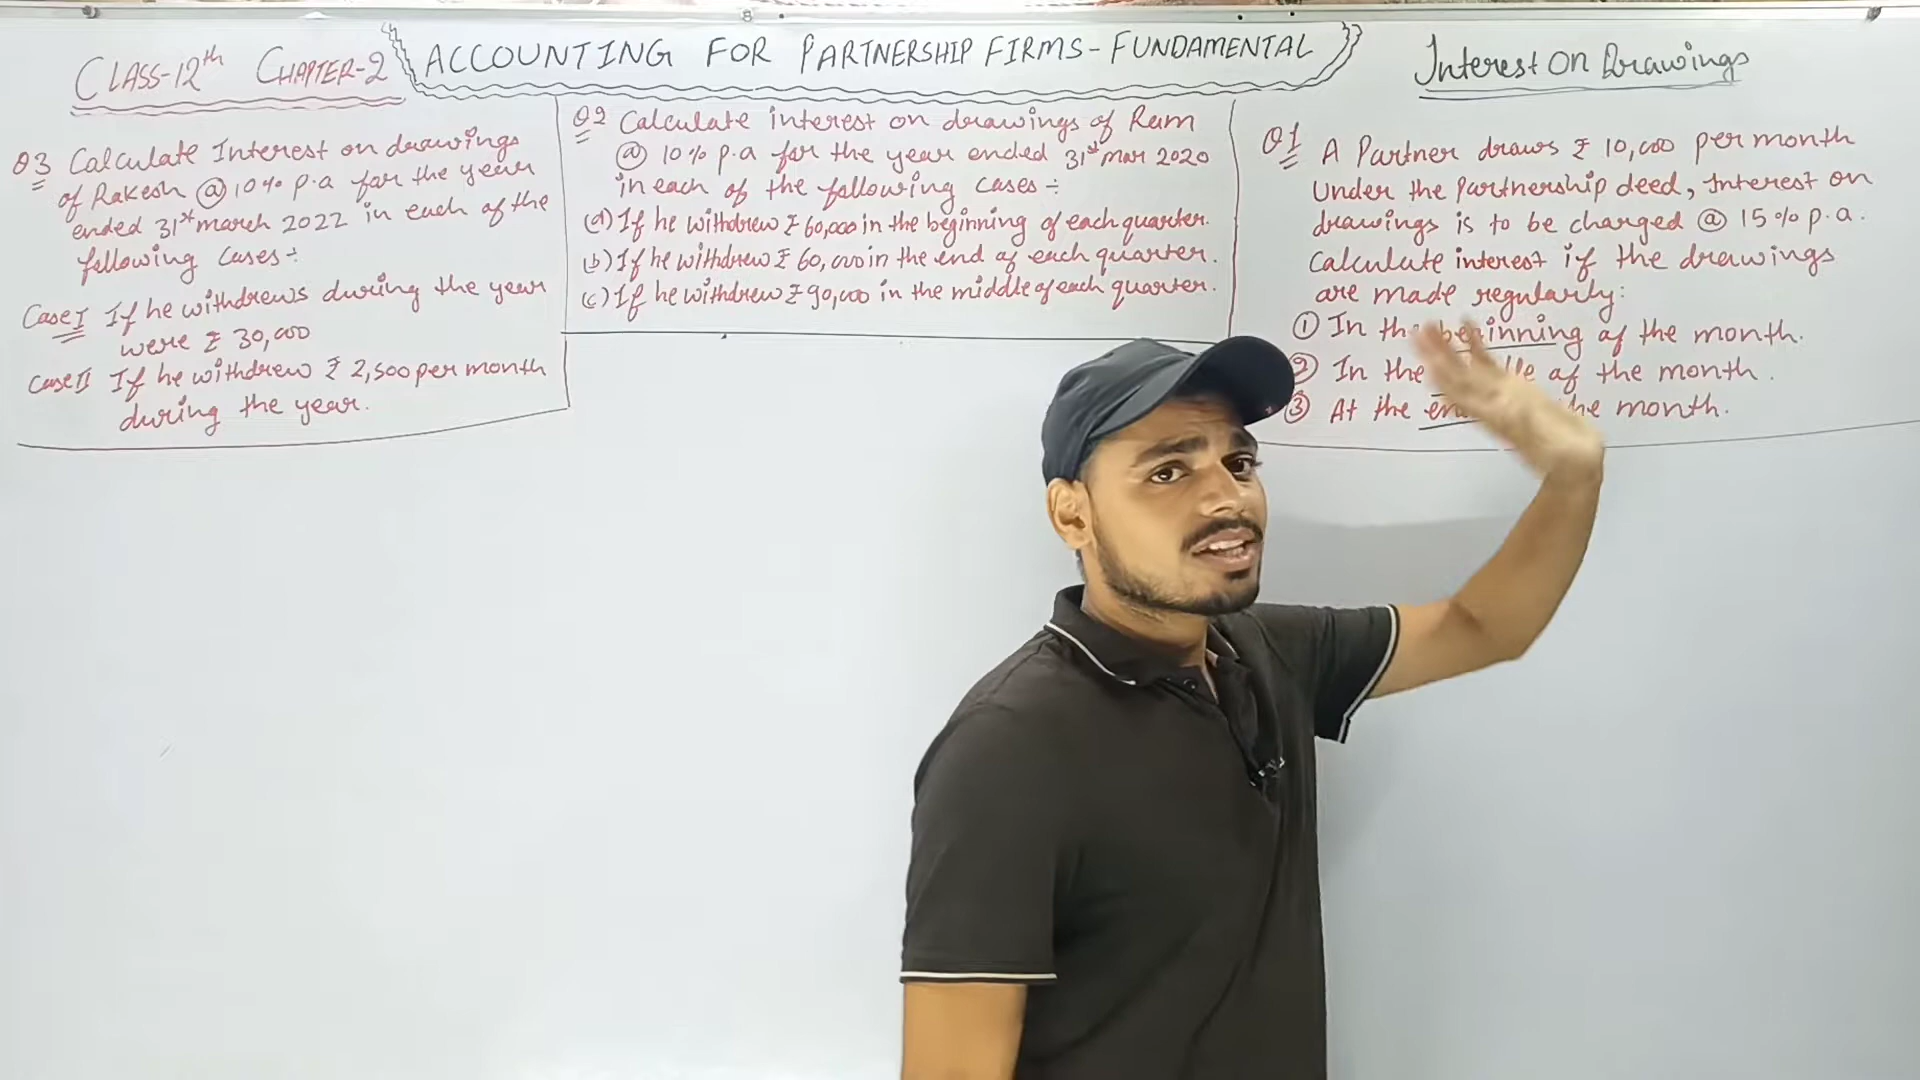 CLASS-12th CHAPTER-2
ACCOUNTING FOR PARTNERSHIP FIRMS - FUNDAMENTAL
Interest On Drawings
Q3 Calculate Interest on drawings
of Rakesh @ 10% p.a for the year
ended 31st march 2022 in each of the
following cases:-
Case I If he withdrews during the year
were ₹ 30,000
Case II If he withdrew ₹ 2,500 per month
during the year.
Q2 Calculate interest on drawings of Ram
@ 10% p.a for the year ended 31st mar 2020
in each of the following cases:-
(a) If he withdrew ₹ 60,000 in the beginning of each quarter.
(b) If he withdrew ₹ 60,000 in the end of each quarter.
(c) If he withdrew ₹ 90,000 in the middle of each quarter.
Q1 A Partner draws ₹ 10,000 per month
Under the Partnership deed, Interest on
drawings is to be charged @ 15% p.a.
Calculate interest if the drawings
are made regularly:
① In the beginning of the month.
② In the of the month.
③ At the the month.